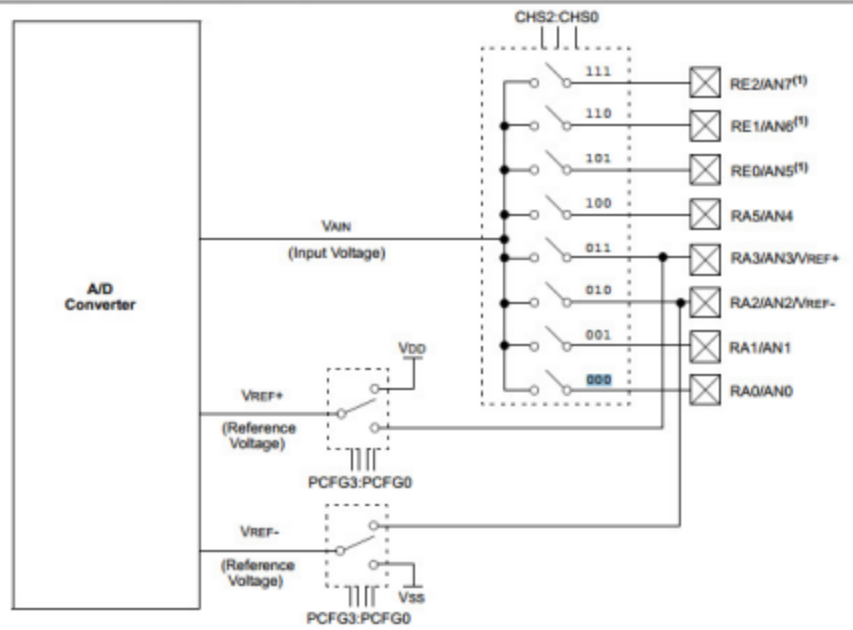 CHS2:CHS0
111
RE2/AN7(1)
110
RE1/AN6(1)
101
RE0/AN5(1)
100
RA5/AN4
VAIN
(Input Voltage)
011
RA3/AN3/VREF+
A/D
Converter
010
RA2/AN2/VREF-
001
RA1/AN1
VDD
000
RA0/AN0
VREF+
(Reference
Voltage)
PCFG3:PCFG0
VREF-
(Reference
Voltage)
VSS
PCFG3:PCFG0